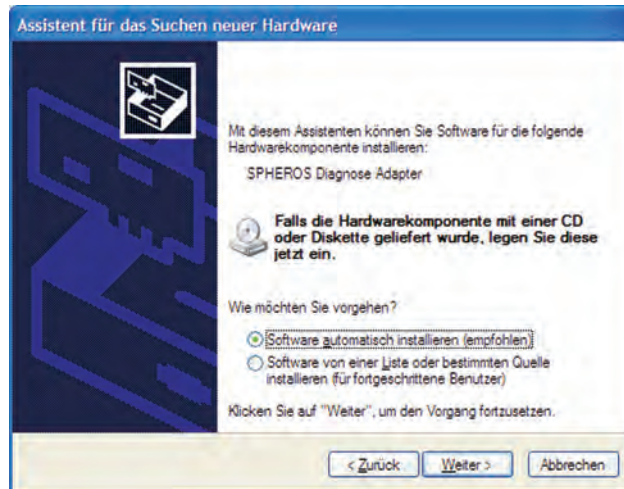 Assistent für das Suchen neuer Hardware
Mit diesem Assistenten können Sie Software für die folgende
Hardwarekomponente installieren:
SPHEROS Diagnose Adapter
Falls die Hardwarekomponente mit einer CD
oder Diskette geliefert wurde, legen Sie diese
jetzt ein.
Wie möchten Sie vorgehen?
Software automatisch installieren (empfohlen)
Software von einer Liste oder bestimmten Quelle
installieren (für fortgeschrittene Benutzer)
Klicken Sie auf "Weiter", um den Vorgang fortzusetzen.
< Zurück Weiter > Abbrechen